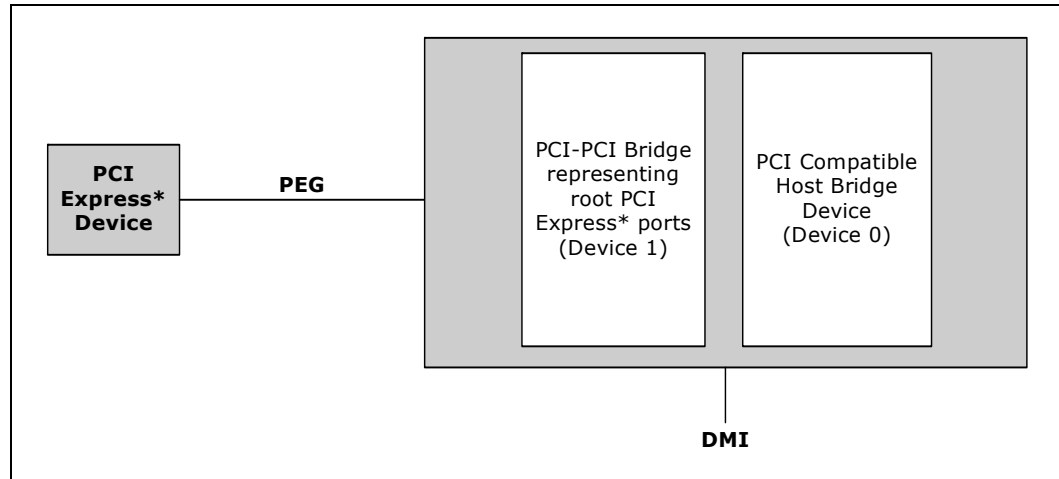 PCI
Express*
Device
PEG
PCI-PCI Bridge
representing
root PCI
Express* ports
(Device 1)
PCI Compatible
Host Bridge
Device
(Device 0)
DMI